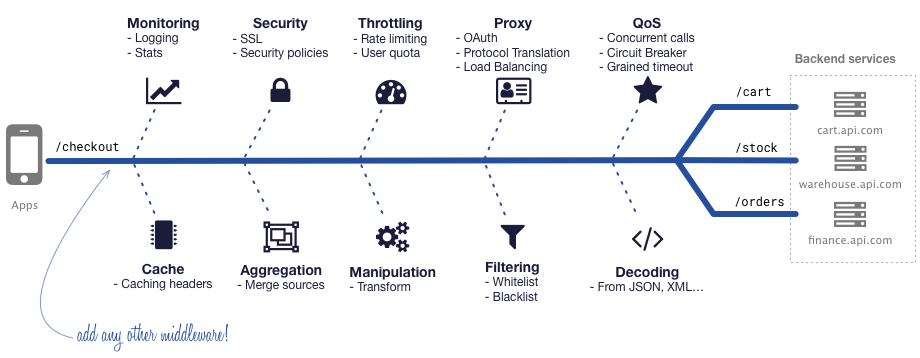 Monitoring
- Logging
- Stats
Security
- SSL
- Security policies
Throttling
- Rate limiting
- User quota
Proxy
- OAuth
- Protocol Translation
- Load Balancing
QoS
- Concurrent calls
- Circuit Breaker
- Grained timeout
Backend services
/checkout
/cart
cart.api.com
/stock
warehouse.api.com
/orders
finance.api.com
Apps
Cache
- Caching headers
Aggregation
- Merge sources
Manipulation
- Transform
Filtering
- Whitelist
- Blacklist
Decoding
- From JSON, XML...
add any other middleware!